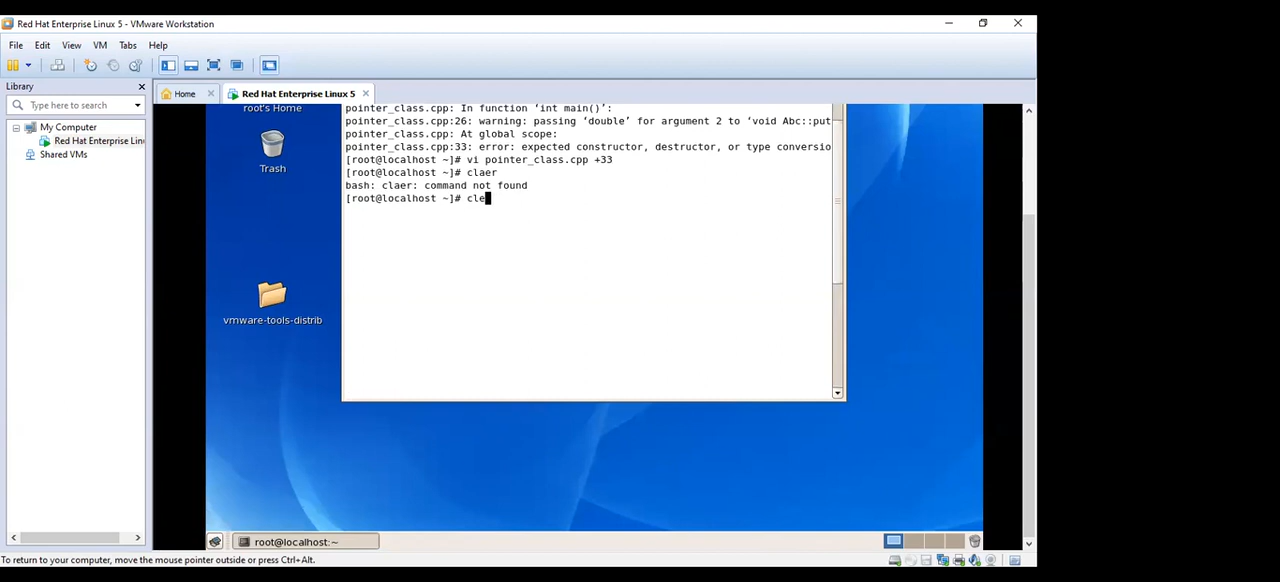 Red Hat Enterprise Linux 5 - VMware Workstation
File Edit View VM Tabs Help
Library
Type here to search
My Computer
Red Hat Enterprise Lin
Shared VMs
Home
Red Hat Enterprise Linux 5
root's Home
Trash
vmware-tools-distrib
pointer_class.cpp: In function ‘int main()’:
pointer_class.cpp:26: warning: passing ‘double’ for argument 2 to ‘void Abc::put
pointer_class.cpp: At global scope:
pointer_class.cpp:33: error: expected constructor, destructor, or type conversio
[root@localhost ~]# vi pointer_class.cpp +33
[root@localhost ~]# claer
bash: claer: command not found
[root@localhost ~]# cle
root@localhost:~
To return to your computer, move the mouse pointer outside or press Ctrl+Alt.